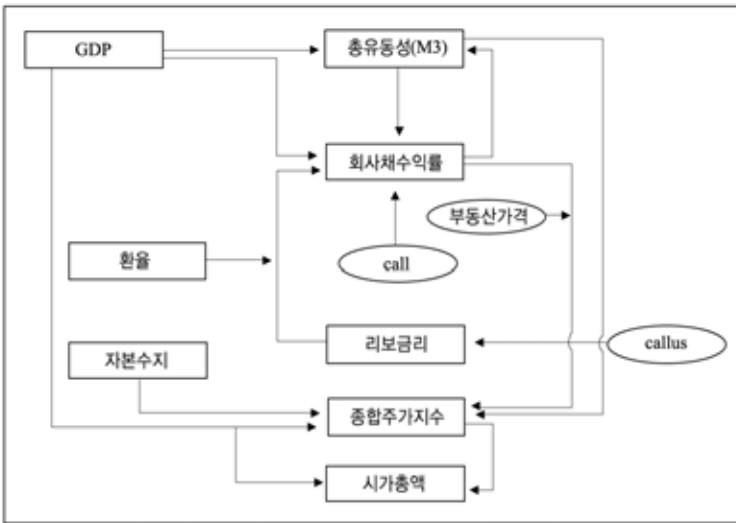 GDP
총유동성(M3)
회사채수익률
부동산가격
환율
call
리보금리
callus
자본수지
종합주가지수
시가총액